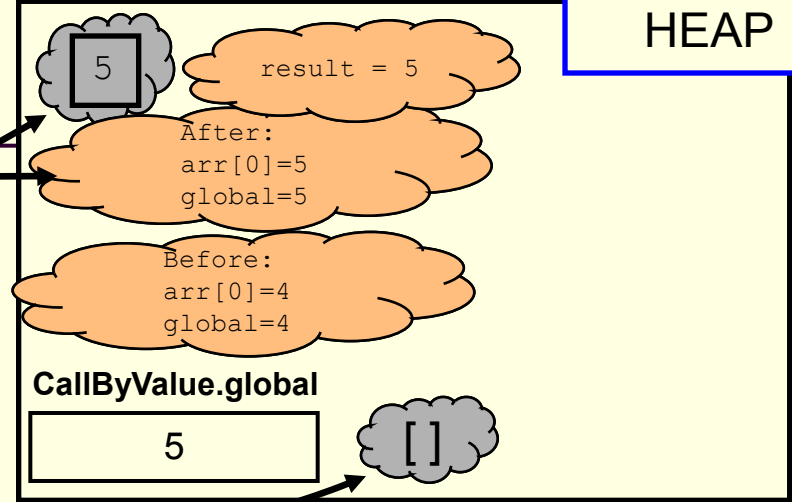 HEAP
5
result = 5
After:
arr[0]=5
global=5
Before:
arr[0]=4
global=4
CallByValue.global
5
[]